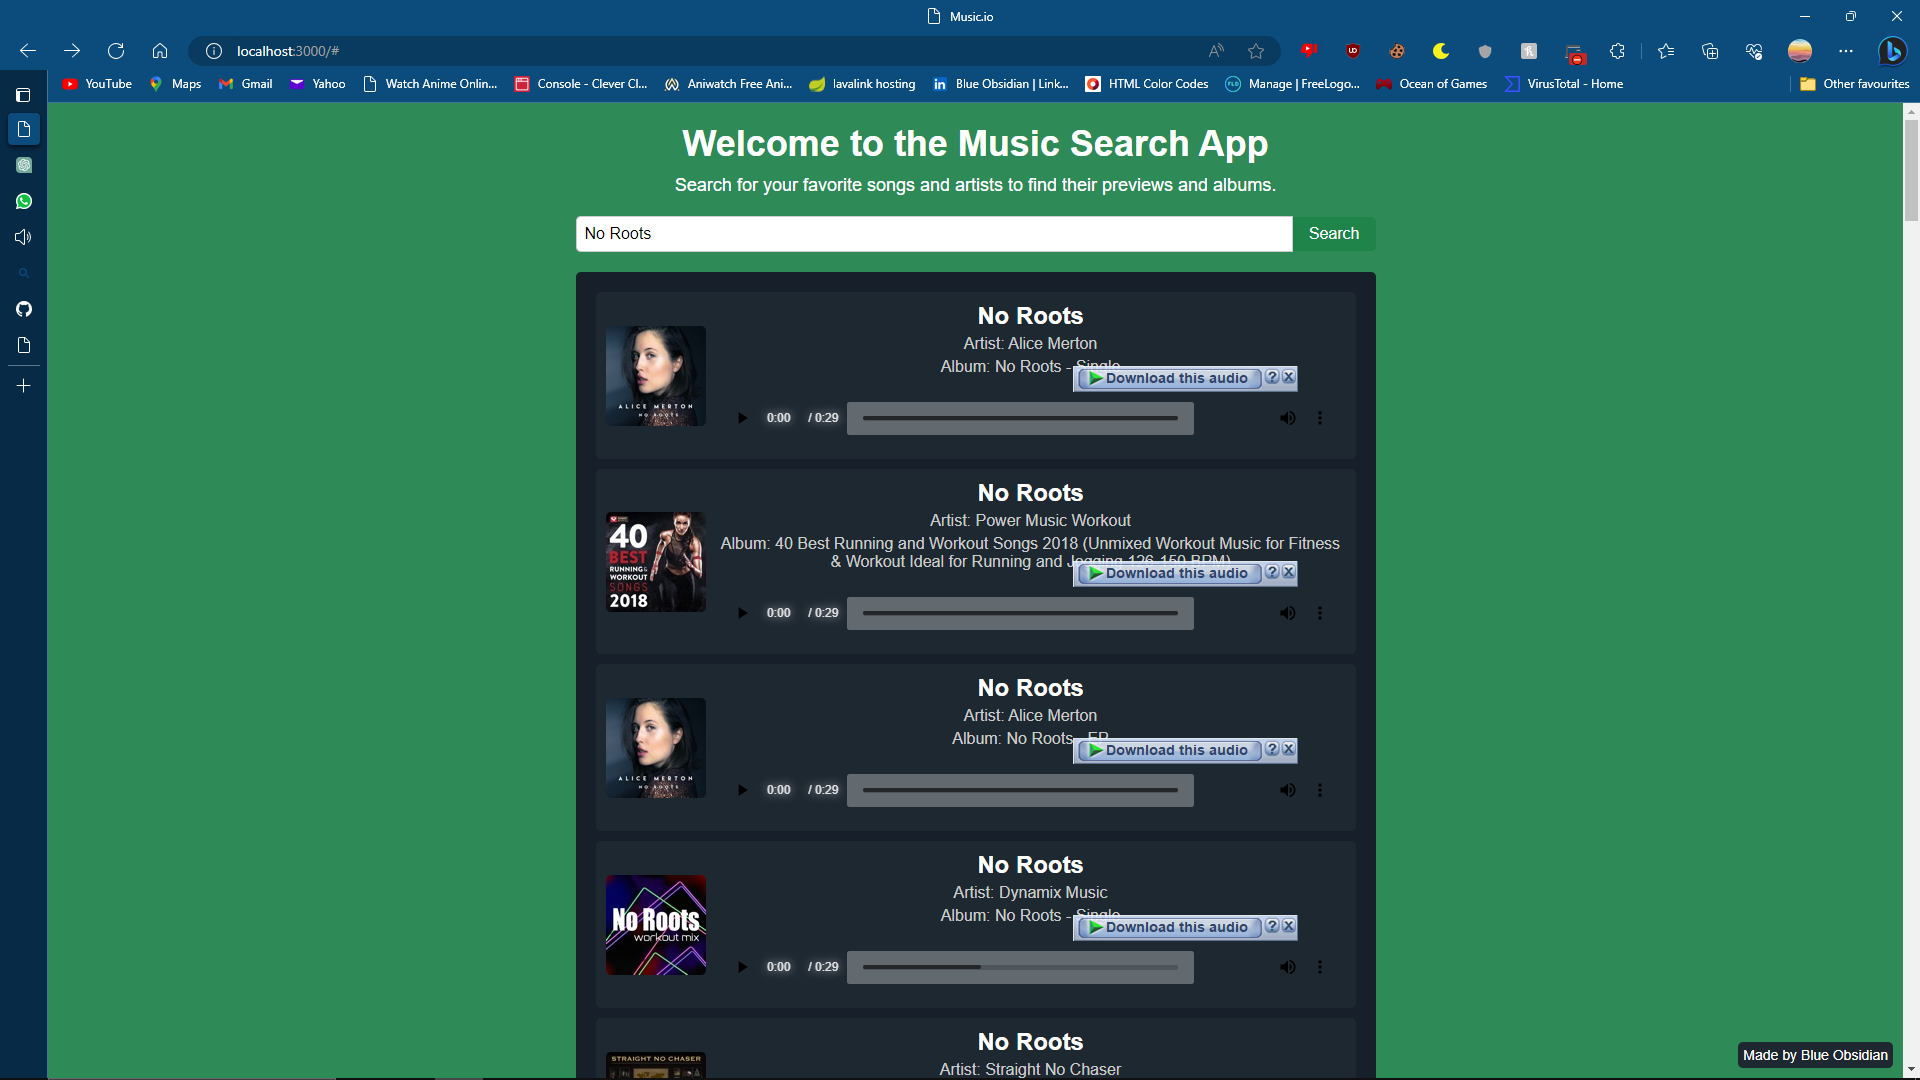 Music.io
localhost:3000/#
YouTube
Maps
Gmail
Yahoo
Watch Anime Online...
Console - Clever Cl...
Aniwatch Free Ani...
lavalink hosting
Blue Obsidian | Link...
HTML Color Codes
Manage | FreeLogo...
Ocean of Games
VirusTotal - Home
Other favourites
Welcome to the Music Search App
Search for your favorite songs and artists to find their previews and albums.
No Roots
Search
No Roots
Artist: Alice Merton
Album: No Roots - Single
Download this audio
ALICE MERTON
NO ROOTS
0:00 / 0:29
No Roots
Artist: Power Music Workout
Album: 40 Best Running and Workout Songs 2018 (Unmixed Workout Music for Fitness
& Workout Ideal for Running and Jogging 126-150 BPM)
Download this audio
40
BEST
RUNNING &
WORKOUT
SONGS
2018
0:00 / 0:29
No Roots
Artist: Alice Merton
Album: No Roots - EP
Download this audio
ALICE MERTON
NO ROOTS
0:00 / 0:29
No Roots
Artist: Dynamix Music
Album: No Roots - Single
Download this audio
No Roots
workout mix
0:00 / 0:29
No Roots
Artist: Straight No Chaser
STRAIGHT NO CHASER
Made by Blue Obsidian